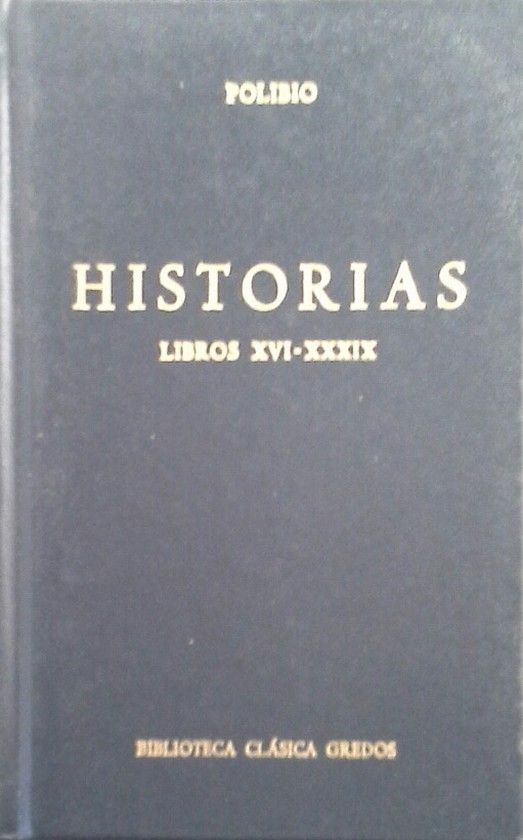 POLIBIO
HISTORIAS
LIBROS XVI-XXXIX
BIBLIOTECA CLÁSICA GREDOS